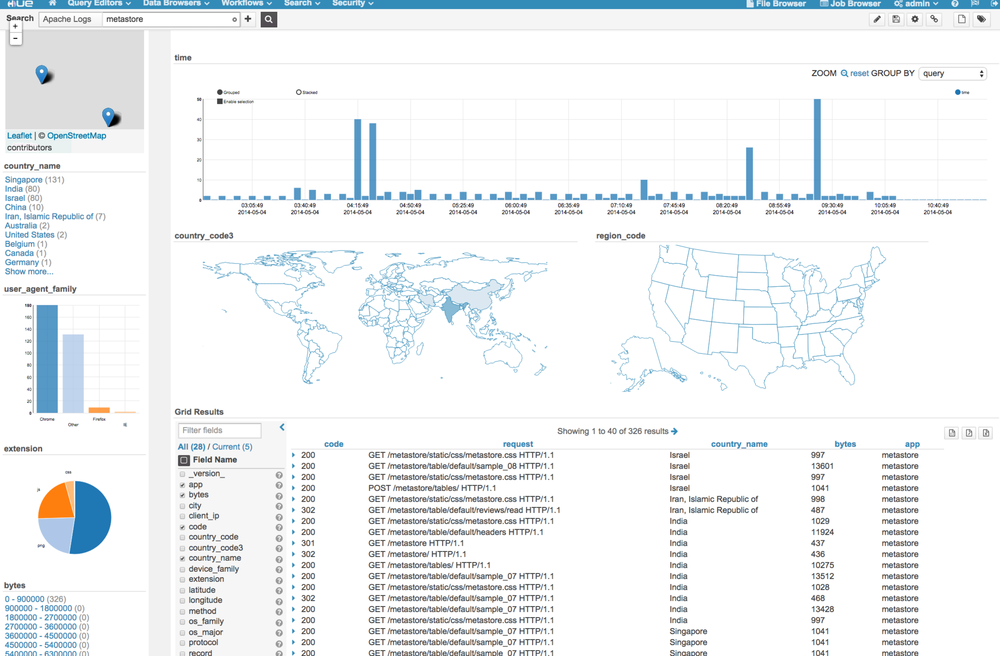 HUE Query Editors Data Browsers Workflows Search Security File Browser Job Browser admin
Search Apache Logs metastore
+
-
Leaflet | © OpenStreetMap
contributors
country_name
Singapore (131)
India (80)
Israel (80)
China (10)
Iran, Islamic Republic of (7)
Australia (2)
United States (2)
Belgium (1)
Canada (1)
Germany (1)
Show more...
user_agent_family
180
160
140
120
100
80
60
40
20
0
Chrome
Other
Firefox
IE
extension
css
js
png
bytes
0 - 900000 (326)
900000 - 1800000 (0)
1800000 - 2700000 (0)
2700000 - 3600000 (0)
3600000 - 4500000 (0)
4500000 - 5400000 (0)
5400000 - 6300000 (0)
time
ZOOM reset GROUP BY query
Grouped Stacked time
Enable selection
50
40
30
20
10
0
03:05:49 03:40:49 04:15:49 04:50:49 05:25:49 06:00:49 06:35:49 07:10:49 07:45:49 08:20:49 08:55:49 09:30:49 10:05:49 10:40:49
2014-05-04 2014-05-04 2014-05-04 2014-05-04 2014-05-04 2014-05-04 2014-05-04 2014-05-04 2014-05-04 2014-05-04 2014-05-04 2014-05-04 2014-05-04 2014-05-04
country_code3 region_code
Grid Results
Filter fields
All (28) / Current (5)
Field Name
_version_
app
bytes
city
client_ip
code
country_code
country_code3
country_name
device_family
extension
latitude
longitude
method
os_family
os_major
protocol
record
Showing 1 to 40 of 326 results
code request country_name bytes app
200 GET /metastore/static/css/metastore.css HTTP/1.1 Israel 997 metastore
200 GET /metastore/table/default/sample_08 HTTP/1.1 Israel 13601 metastore
200 GET /metastore/static/css/metastore.css HTTP/1.1 Israel 997 metastore
200 POST /metastore/tables/ HTTP/1.1 Israel 1041 metastore
200 GET /metastore/static/css/metastore.css HTTP/1.1 Iran, Islamic Republic of 998 metastore
302 GET /metastore/table/default/reviews/read HTTP/1.1 Iran, Islamic Republic of 487 metastore
200 GET /metastore/static/css/metastore.css HTTP/1.1 India 1029 metastore
200 GET /metastore/table/default/headers HTTP/1.1 India 11924 metastore
301 GET /metastore HTTP/1.1 India 437 metastore
302 GET /metastore/ HTTP/1.1 India 436 metastore
200 GET /metastore/tables/ HTTP/1.1 India 10275 metastore
200 GET /metastore/table/default/sample_07 HTTP/1.1 India 13512 metastore
200 GET /metastore/static/css/metastore.css HTTP/1.1 India 1028 metastore
302 GET /metastore/table/default/sample_07 HTTP/1.1 India 468 metastore
200 GET /metastore/table/default/sample_07 HTTP/1.1 India 13428 metastore
200 GET /metastore/static/css/metastore.css HTTP/1.1 India 997 metastore
200 GET /metastore/table/default/sample_07 HTTP/1.1 Singapore 1041 metastore
200 GET /metastore/table/default/sample_07 HTTP/1.1 Singapore 1041 metastore
200 GET /metastore/table/default/sample_07 HTTP/1.1 Singapore 1041 metastore